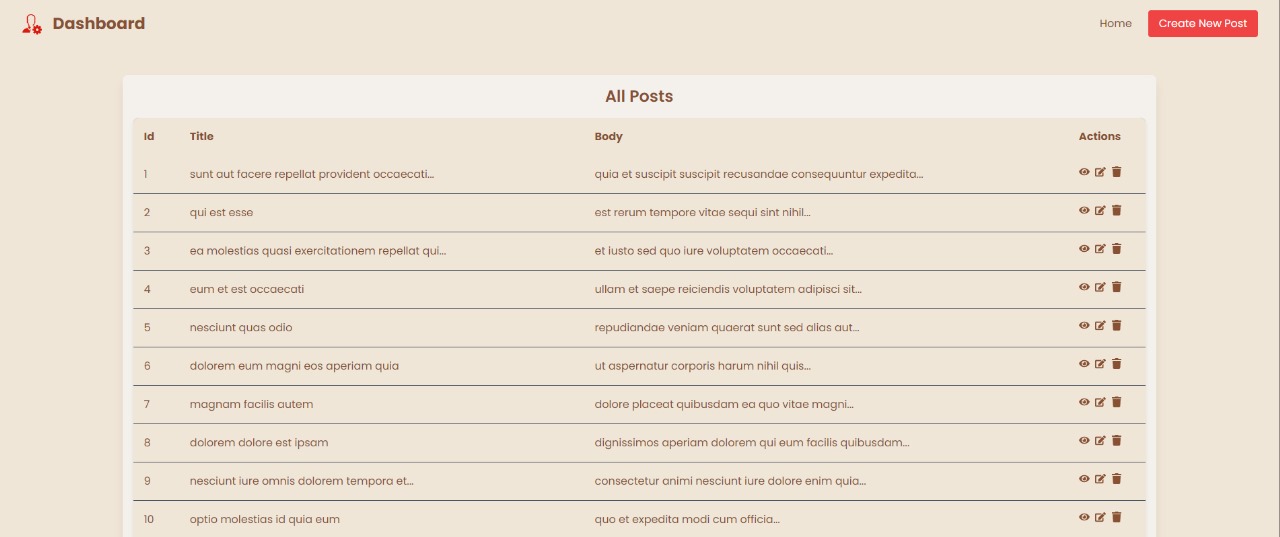 Dashboard Home Create New Post
All Posts
Id Title Body Actions
1 sunt aut facere repellat provident occaecati... quia et suscipit suscipit recusandae consequuntur expedita...
2 qui est esse est rerum tempore vitae sequi sint nihil...
3 ea molestias quasi exercitationem repellat qui... et iusto sed quo iure voluptatem occaecati...
4 eum et est occaecati ullam et saepe reiciendis voluptatem adipisci sit...
5 nesciunt quas odio repudiandae veniam quaerat sunt sed alias aut...
6 dolorem eum magni eos aperiam quia ut aspernatur corporis harum nihil quis...
7 magnam facilis autem dolore placeat quibusdam ea quo vitae magni...
8 dolorem dolore est ipsam dignissimos aperiam dolorem qui eum facilis quibusdam...
9 nesciunt iure omnis dolorem tempora et... consectetur animi nesciunt iure dolore enim quia...
10 optio molestias id quia eum quo et expedita modi cum officia...